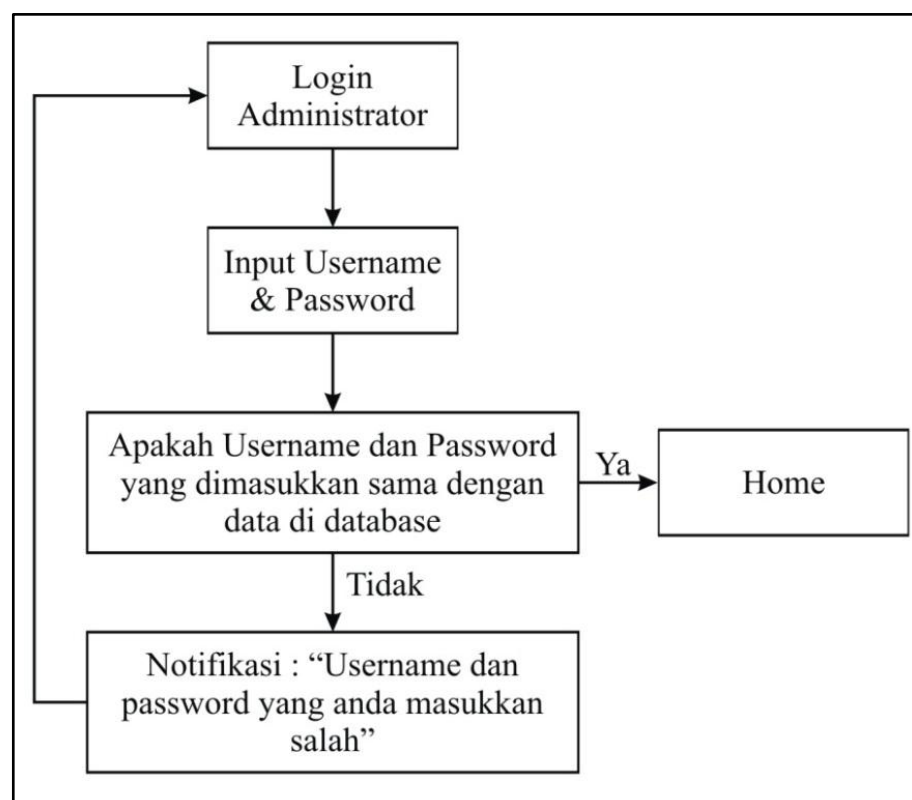 Login
Administrator
Input Username
& Password
Apakah Username dan Password
yang dimasukkan sama dengan
data di database
Ya
Home
Tidak
Notifikasi : “Username dan
password yang anda masukkan
salah”